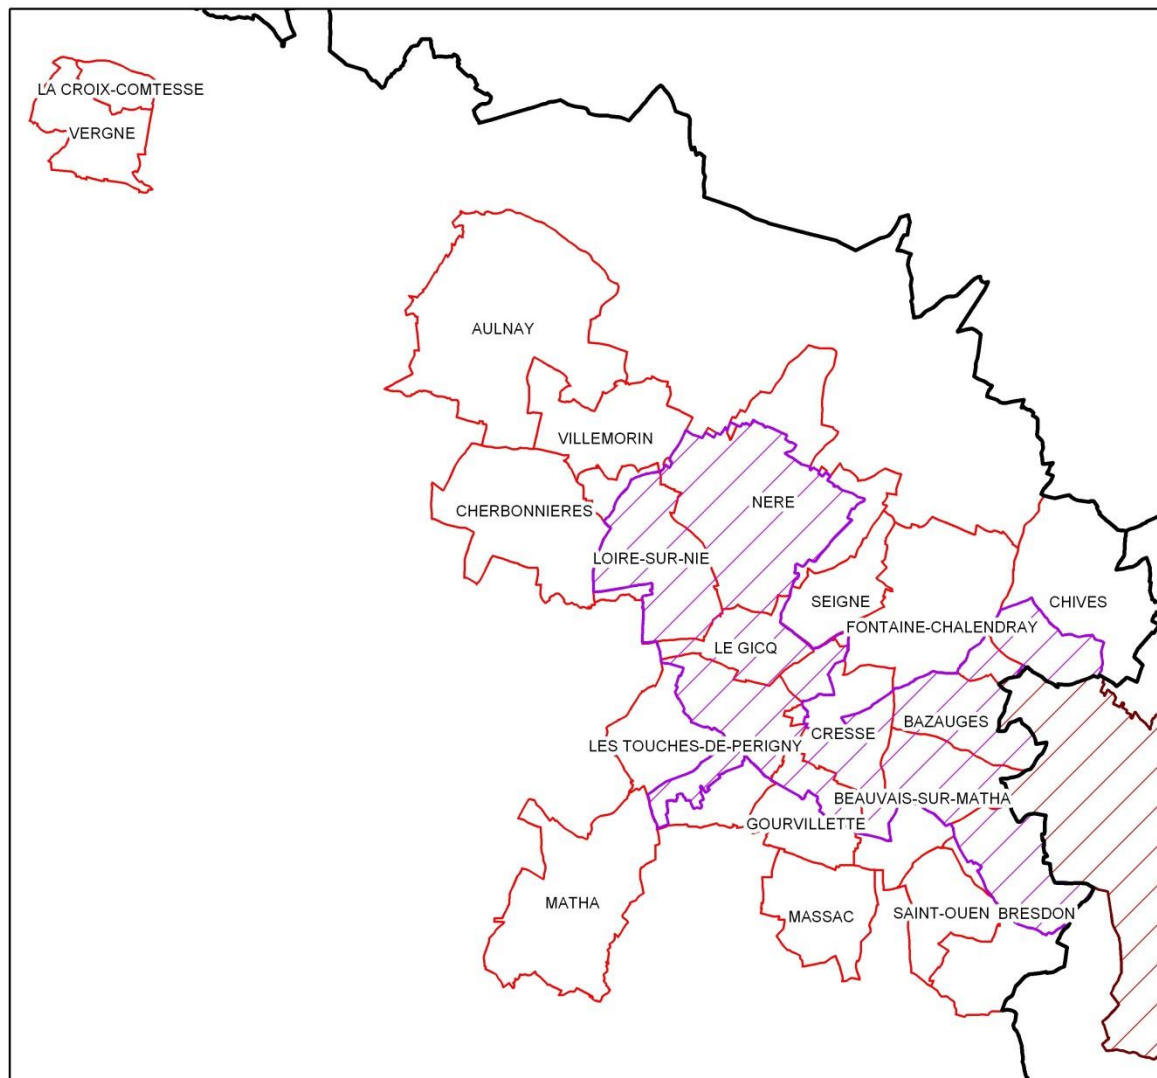 LA CROIX-COMTESSE
VERGNE
AULNAY
VILLEMORIN
NERE
CHERBONNIERES
LOIRE-SUR-NIE
SEIGNE
CHIVES
FONTAINE-CHALENDRAY
LE GICQ
BAZAUGES
CRESSE
LES TOUCHES-DE-PERIGNY
BEAUVAIS-SUR-MATHA
GOURVILLETTE
MATHA
MASSAC
SAINT-OUEN
BRESDON